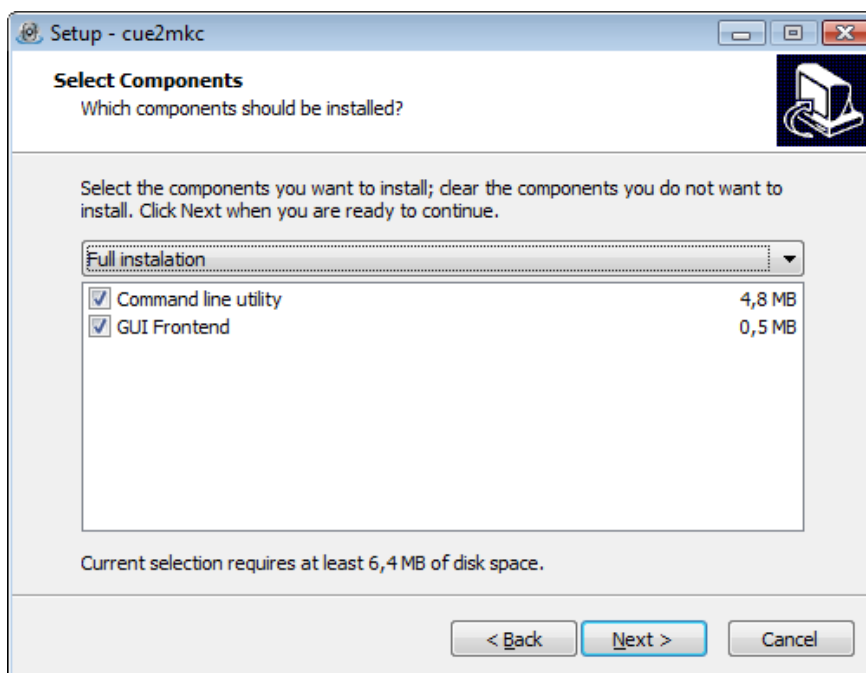 Setup - cue2mkc
Select Components
Which components should be installed?
Select the components you want to install; clear the components you do not want to
install. Click Next when you are ready to continue.
Full instalation
Command line utility 4,8 MB
GUI Frontend 0,5 MB
Current selection requires at least 6,4 MB of disk space.
< Back Next > Cancel